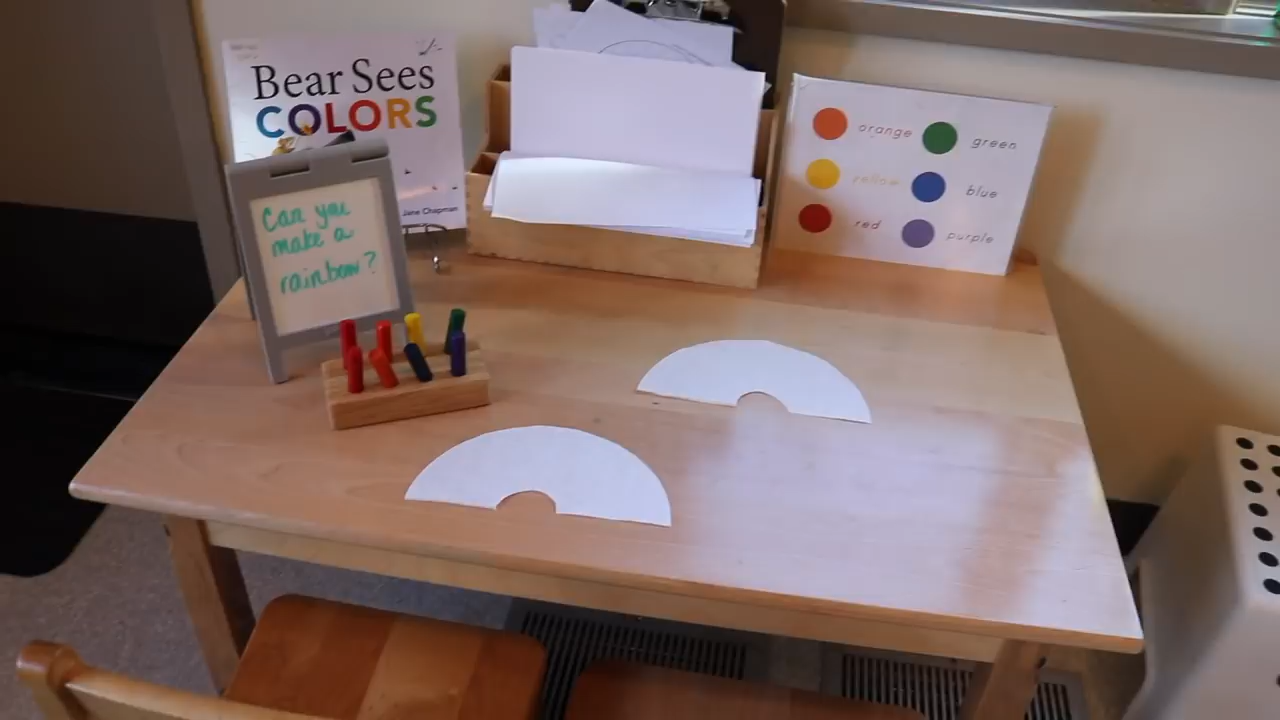 Bear Sees
COLORS
Jane Chapman
Can you
make a
rainbow?
orange
green
yellow
blue
red
purple